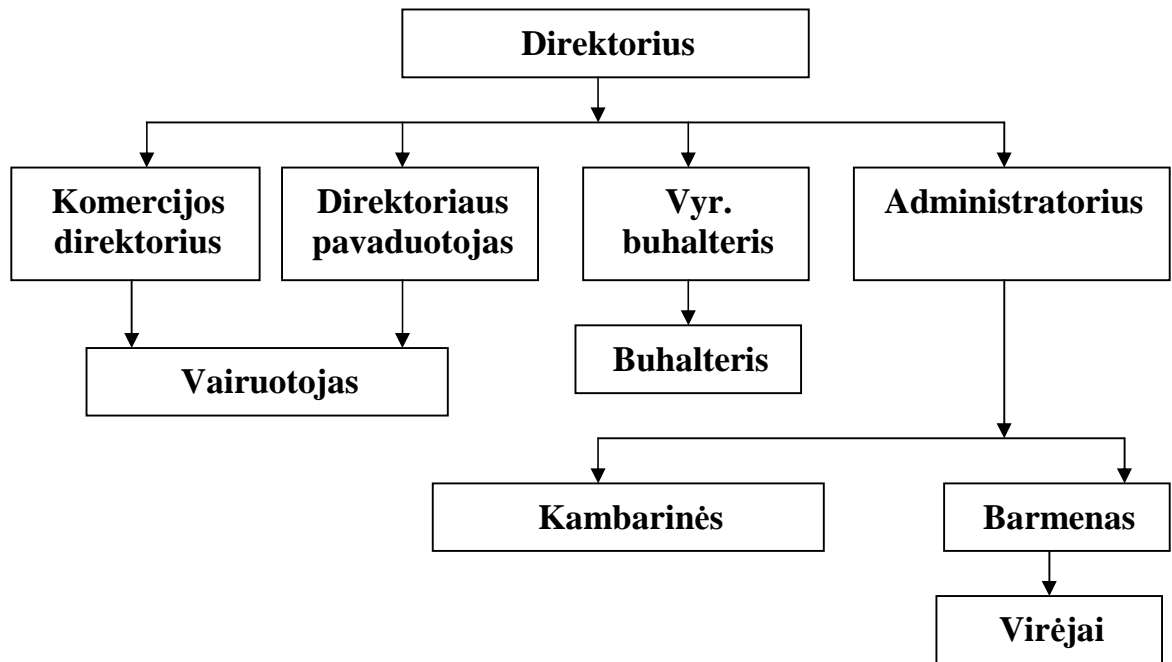 Direktorius
Komercijos
direktorius
Direktoriaus
pavaduotojas
Vyr.
buhalteris
Administratorius
Vairuotojas
Buhalteris
Kambarinės
Barmenas
Virėjai